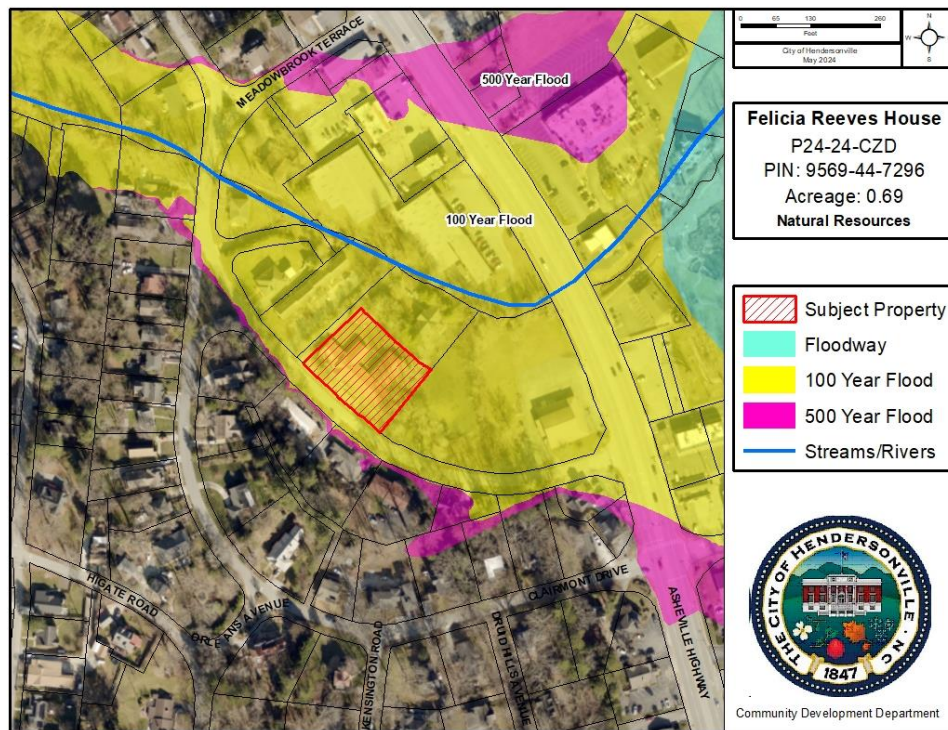 MEADOWBROOK TERRACE
500 Year Flood
100 Year Flood
HIGATE ROAD
ORLEANS AVENUE
KENSINGTON ROAD
DRUID HILLS AVENUE
CLAIRMONT DRIVE
ASHEVILLE HIGHWAY
0 65 130 260
Feet
City of Hendersonville
May 2024
N
W E
S
Felicia Reeves House
P24-24-CZD
PIN: 9569-44-7296
Acreage: 0.69
Natural Resources
Subject Property
Floodway
100 Year Flood
500 Year Flood
Streams/Rivers
THE CITY OF HENDERSONVILLE · NC
1847
Community Development Department